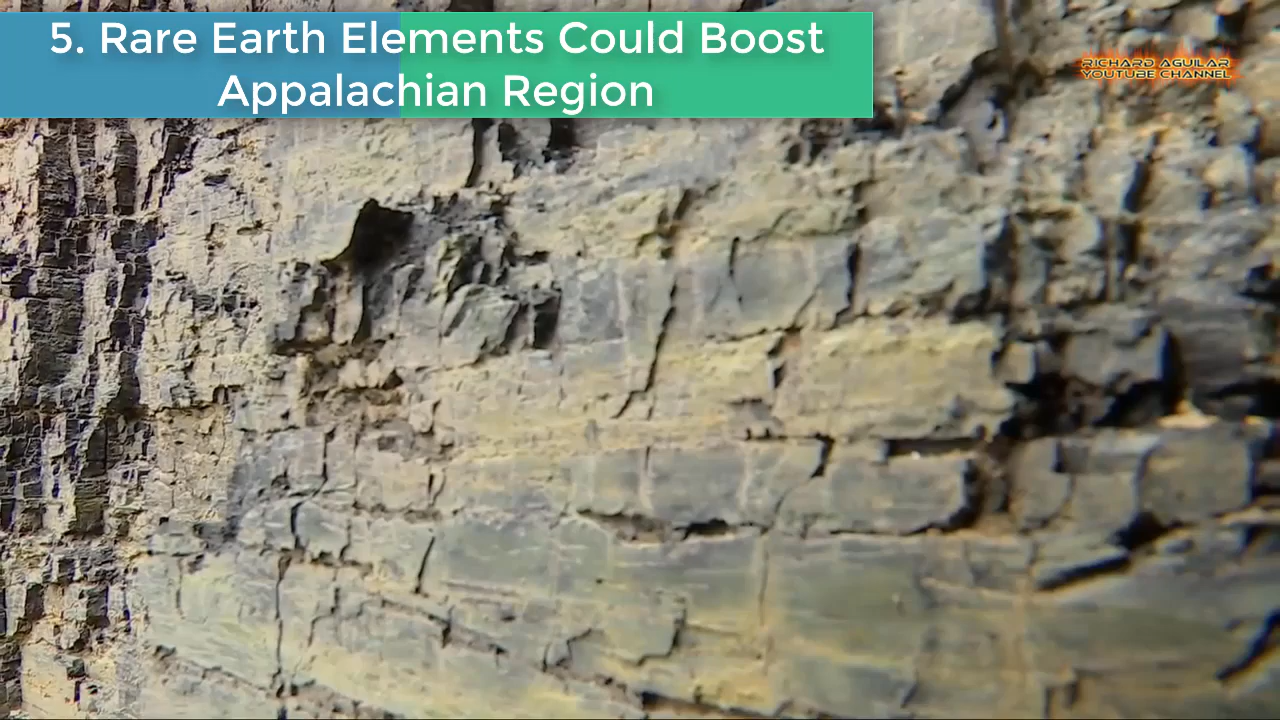 5. Rare Earth Elements Could Boost
Appalachian Region
RICHARD AGUILAR
YOUTUBE CHANNEL